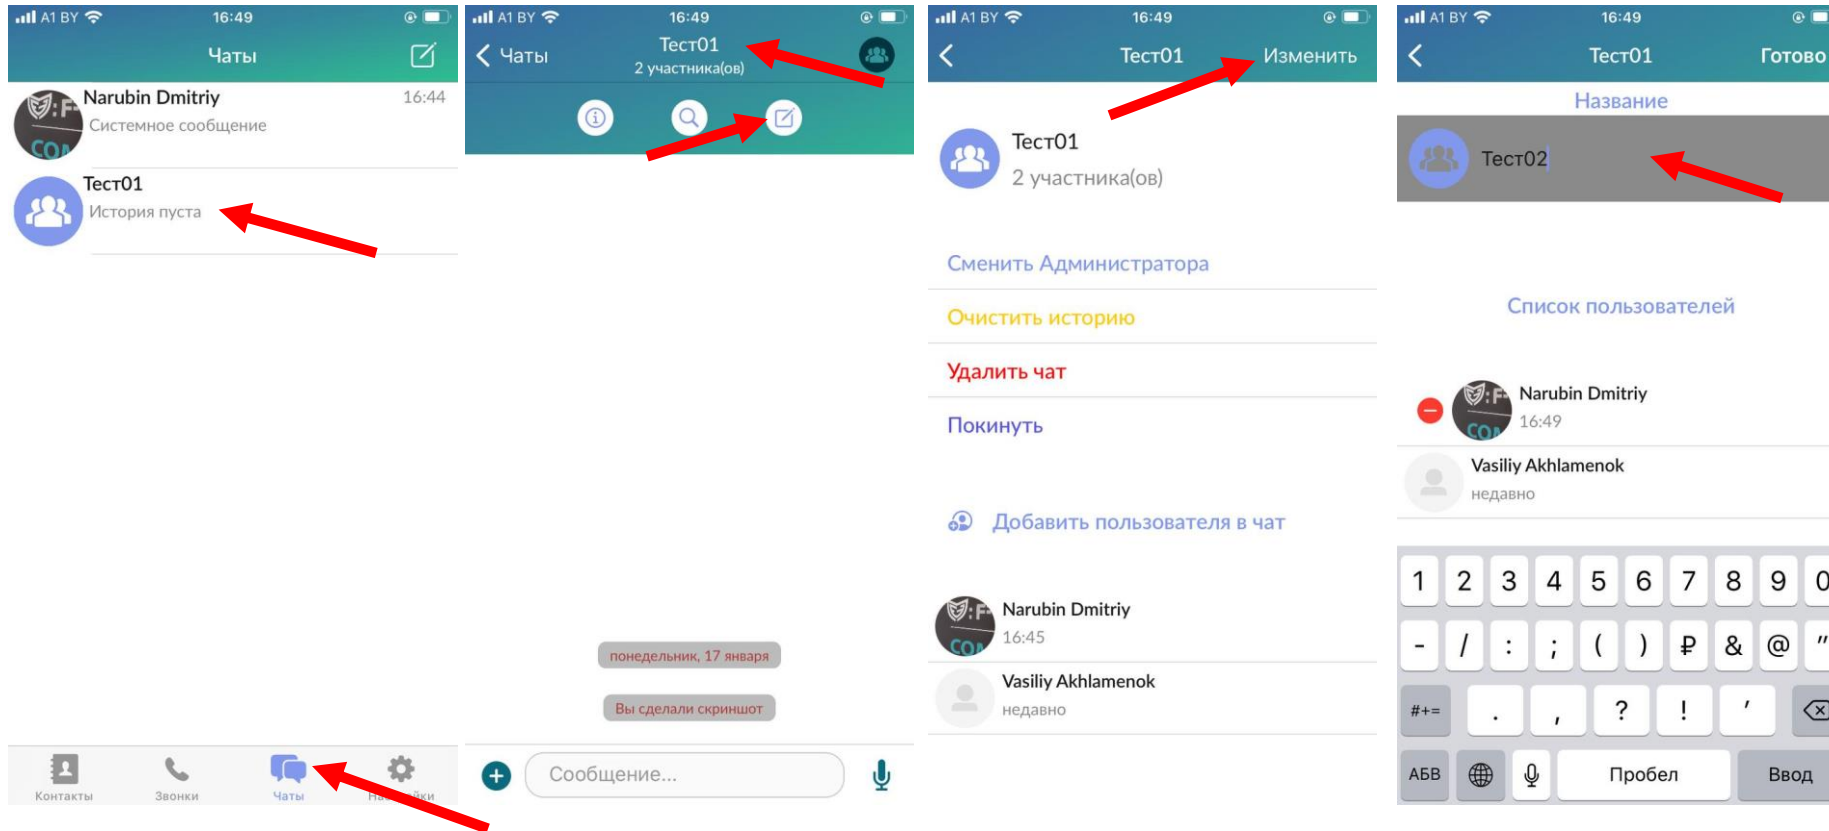 A1 BY 16:49
Чаты
Narubin Dmitriy 16:44
Системное сообщение
Тест01
История пуста
Контакты Звонки Чаты
A1 BY 16:49
Чаты Тест01
2 участника(ов)
понедельник, 17 января
Вы сделали скриншот
Сообщение...
A1 BY 16:49
Тест01 Изменить
Тест01
2 участника(ов)
Сменить Администратора
Очистить историю
Удалить чат
Покинуть
Добавить пользователя в чат
Narubin Dmitriy
16:45
Vasiliy Akhlamenok
недавно
A1 BY 16:49
Тест01 Готово
Название
Тест02
Список пользователей
Narubin Dmitriy
16:49
Vasiliy Akhlamenok
недавно
1 2 3 4 5 6 7 8 9 0
- / : ; ( ) ₽ & @ "
#+= . , ? ! ’
АБВ Пробел Ввод